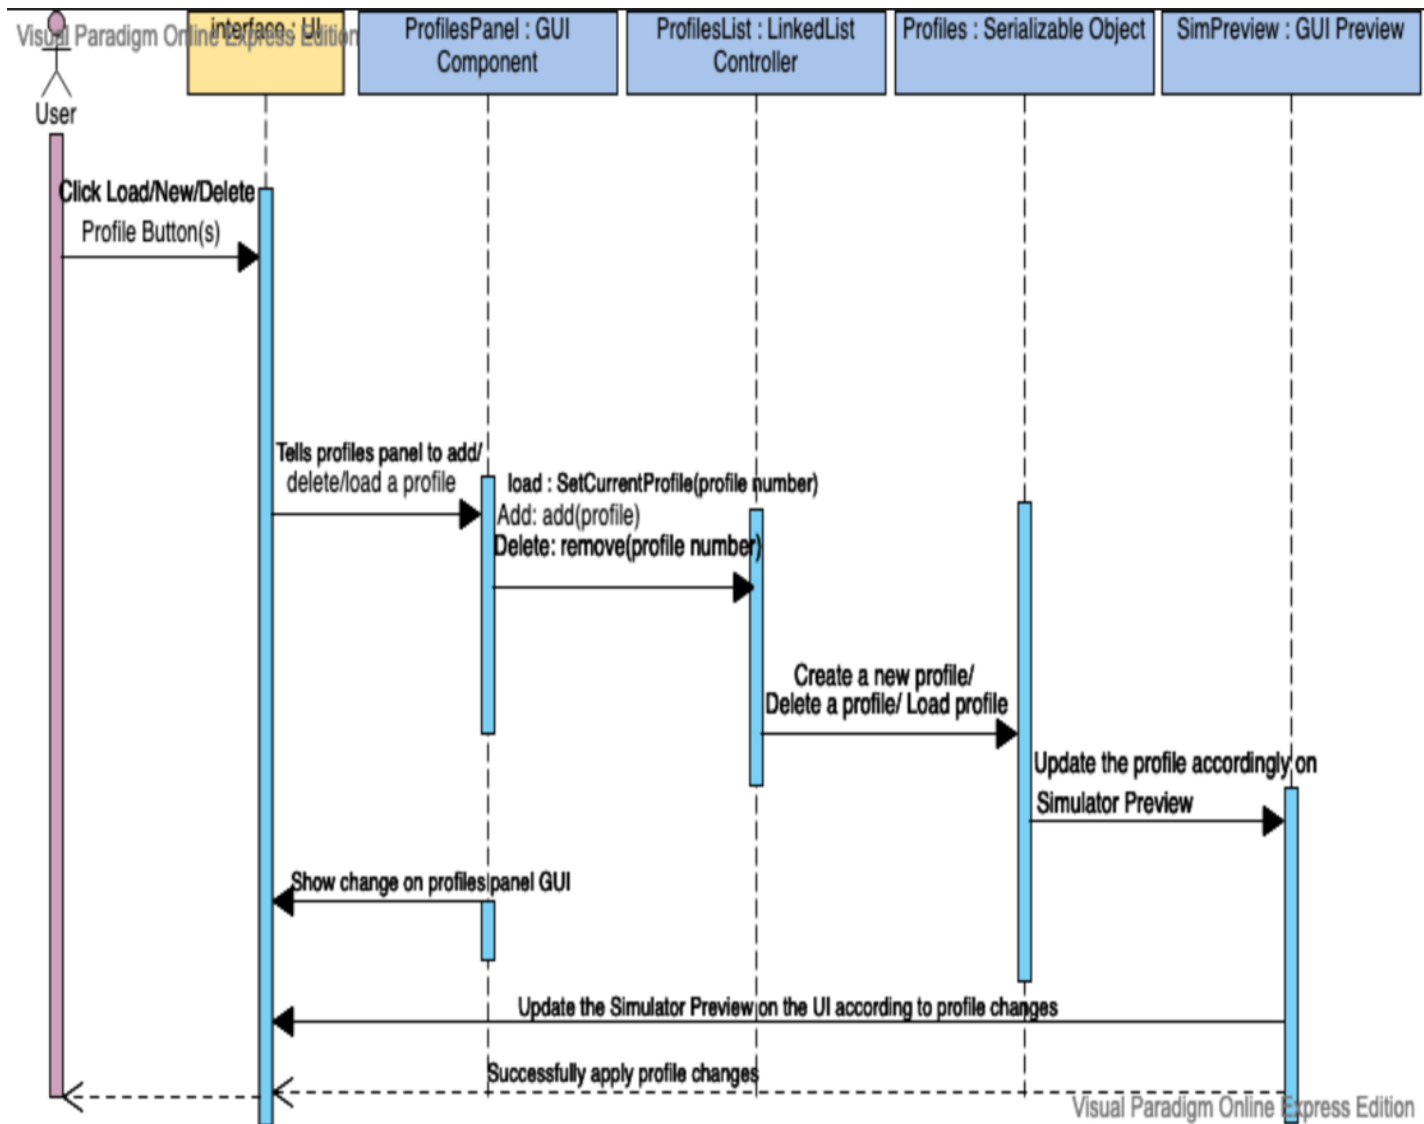 Visual Paradigm Online Express Edition
interface : UI
ProfilesPanel : GUI
Component
ProfilesList : LinkedList
Controller
Profiles : Serializable Object
SimPreview : GUI Preview
User
Click Load/New/Delete
Profile Button(s)
Tells profiles panel to add/
delete/load a profile
load : SetCurrentProfile(profile number)
Add: add(profile)
Delete: remove(profile number)
Create a new profile/
Delete a profile/ Load profile
Update the profile accordingly on
Simulator Preview
Show change on profiles panel GUI
Update the Simulator Preview on the UI according to profile changes
Successfully apply profile changes
Visual Paradigm Online Express Edition